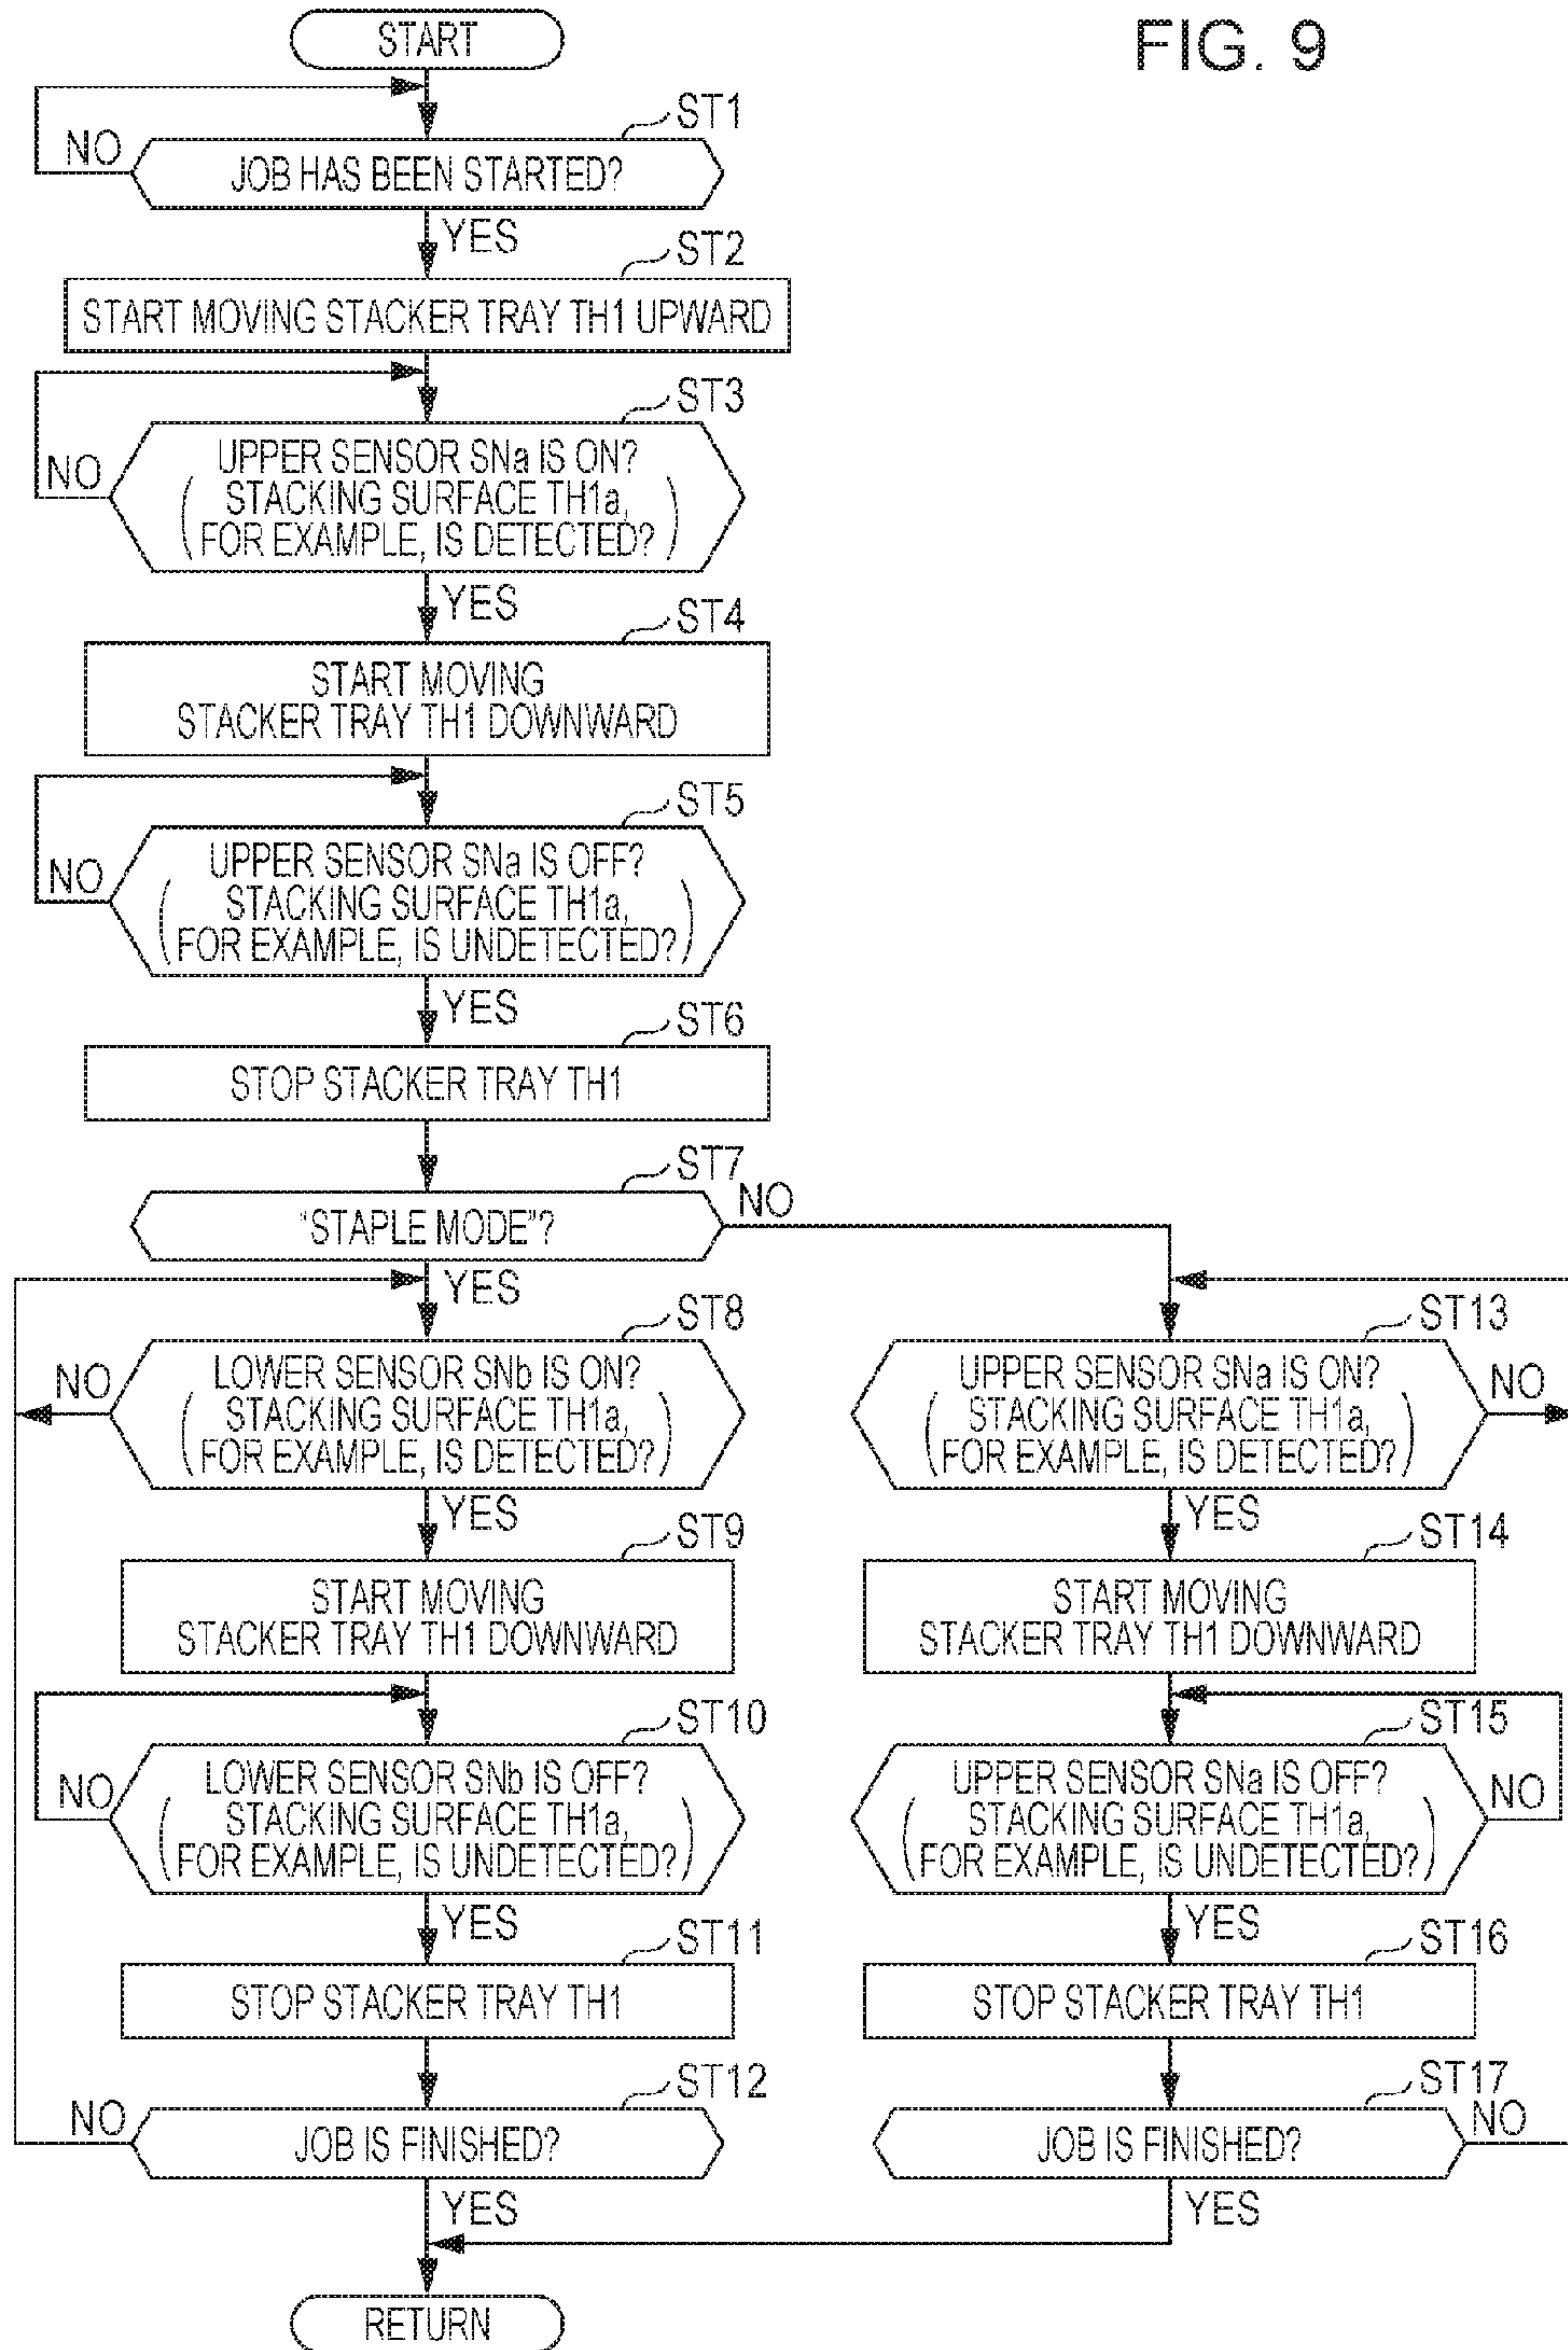 FIG. 9
START
ST1
NO
JOB HAS BEEN STARTED?
YES
ST2
START MOVING STACKER TRAY TH1 UPWARD
ST3
NO
UPPER SENSOR SNa IS ON?
(STACKING SURFACE TH1a,
FOR EXAMPLE, IS DETECTED?)
YES
ST4
START MOVING
STACKER TRAY TH1 DOWNWARD
ST5
NO
UPPER SENSOR SNa IS OFF?
(STACKING SURFACE TH1a,
FOR EXAMPLE, IS UNDETECTED?)
YES
ST6
STOP STACKER TRAY TH1
ST7
"STAPLE MODE"?
NO
YES
ST8
NO
LOWER SENSOR SNb IS ON?
(STACKING SURFACE TH1a,
FOR EXAMPLE, IS DETECTED?)
YES
ST9
START MOVING
STACKER TRAY TH1 DOWNWARD
ST10
NO
LOWER SENSOR SNb IS OFF?
(STACKING SURFACE TH1a,
FOR EXAMPLE, IS UNDETECTED?)
YES
ST11
STOP STACKER TRAY TH1
ST12
NO
JOB IS FINISHED?
YES
ST13
UPPER SENSOR SNa IS ON?
(STACKING SURFACE TH1a,
FOR EXAMPLE, IS DETECTED?)
NO
YES
ST14
START MOVING
STACKER TRAY TH1 DOWNWARD
ST15
UPPER SENSOR SNa IS OFF?
(STACKING SURFACE TH1a,
FOR EXAMPLE, IS UNDETECTED?)
NO
YES
ST16
STOP STACKER TRAY TH1
ST17
JOB IS FINISHED?
NO
YES
RETURN